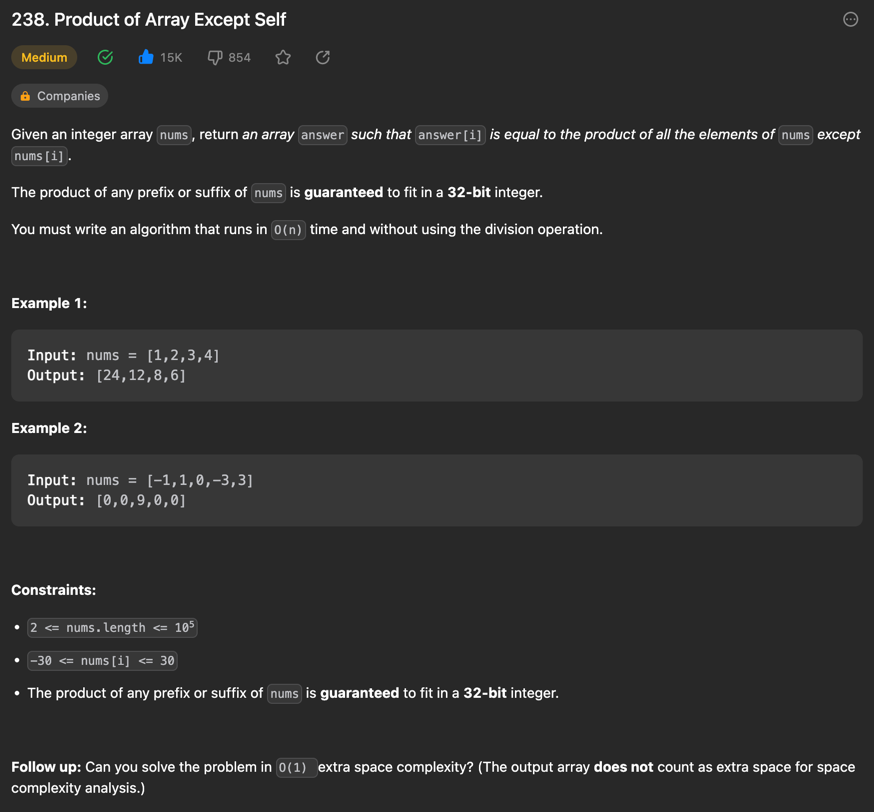 238. Product of Array Except Self
Medium 15K 854
Companies
Given an integer array nums, return an array answer such that answer[i] is equal to the product of all the elements of nums except
nums[i].
The product of any prefix or suffix of nums is guaranteed to fit in a 32-bit integer.
You must write an algorithm that runs in O(n) time and without using the division operation.
Example 1:
Input: nums = [1,2,3,4]
Output: [24,12,8,6]
Example 2:
Input: nums = [-1,1,0,-3,3]
Output: [0,0,9,0,0]
Constraints:
• 2 <= nums.length <= 10⁵
• -30 <= nums[i] <= 30
• The product of any prefix or suffix of nums is guaranteed to fit in a 32-bit integer.
Follow up: Can you solve the problem in O(1) extra space complexity? (The output array does not count as extra space for space
complexity analysis.)